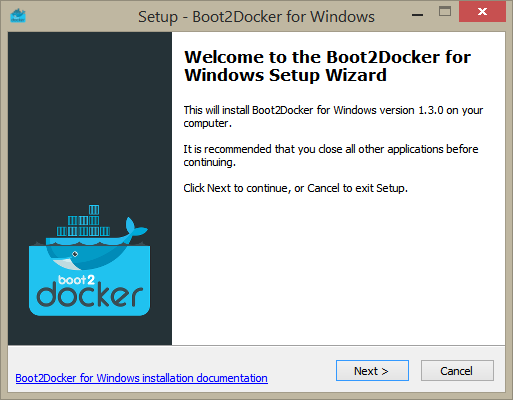 Setup - Boot2Docker for Windows
Welcome to the Boot2Docker for
Windows Setup Wizard
This will install Boot2Docker for Windows version 1.3.0 on your
computer.
It is recommended that you close all other applications before
continuing.
Click Next to continue, or Cancel to exit Setup.
boot2
docker
Boot2Docker for Windows installation documentation
Next >
Cancel